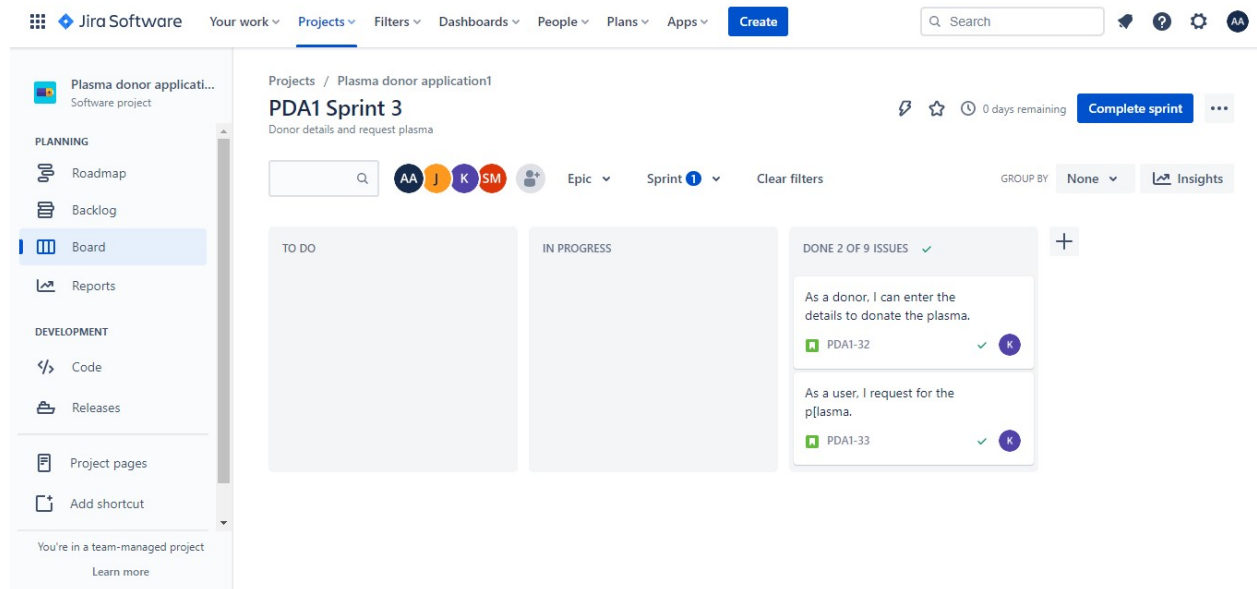 Jira Software Your work Projects Filters Dashboards People Plans Apps Create Search AA
Plasma donor applicati...
Software project
PLANNING
Roadmap
Backlog
Board
Reports
DEVELOPMENT
Code
Releases
Project pages
Add shortcut
You're in a team-managed project
Learn more
Projects / Plasma donor application1
PDA1 Sprint 3
Donor details and request plasma
0 days remaining Complete sprint
AA J K SM Epic Sprint 1 Clear filters GROUP BY None Insights
TO DO
IN PROGRESS
DONE 2 OF 9 ISSUES
As a donor, I can enter the
details to donate the plasma.
PDA1-32 K
As a user, I request for the
p[lasma.
PDA1-33 K